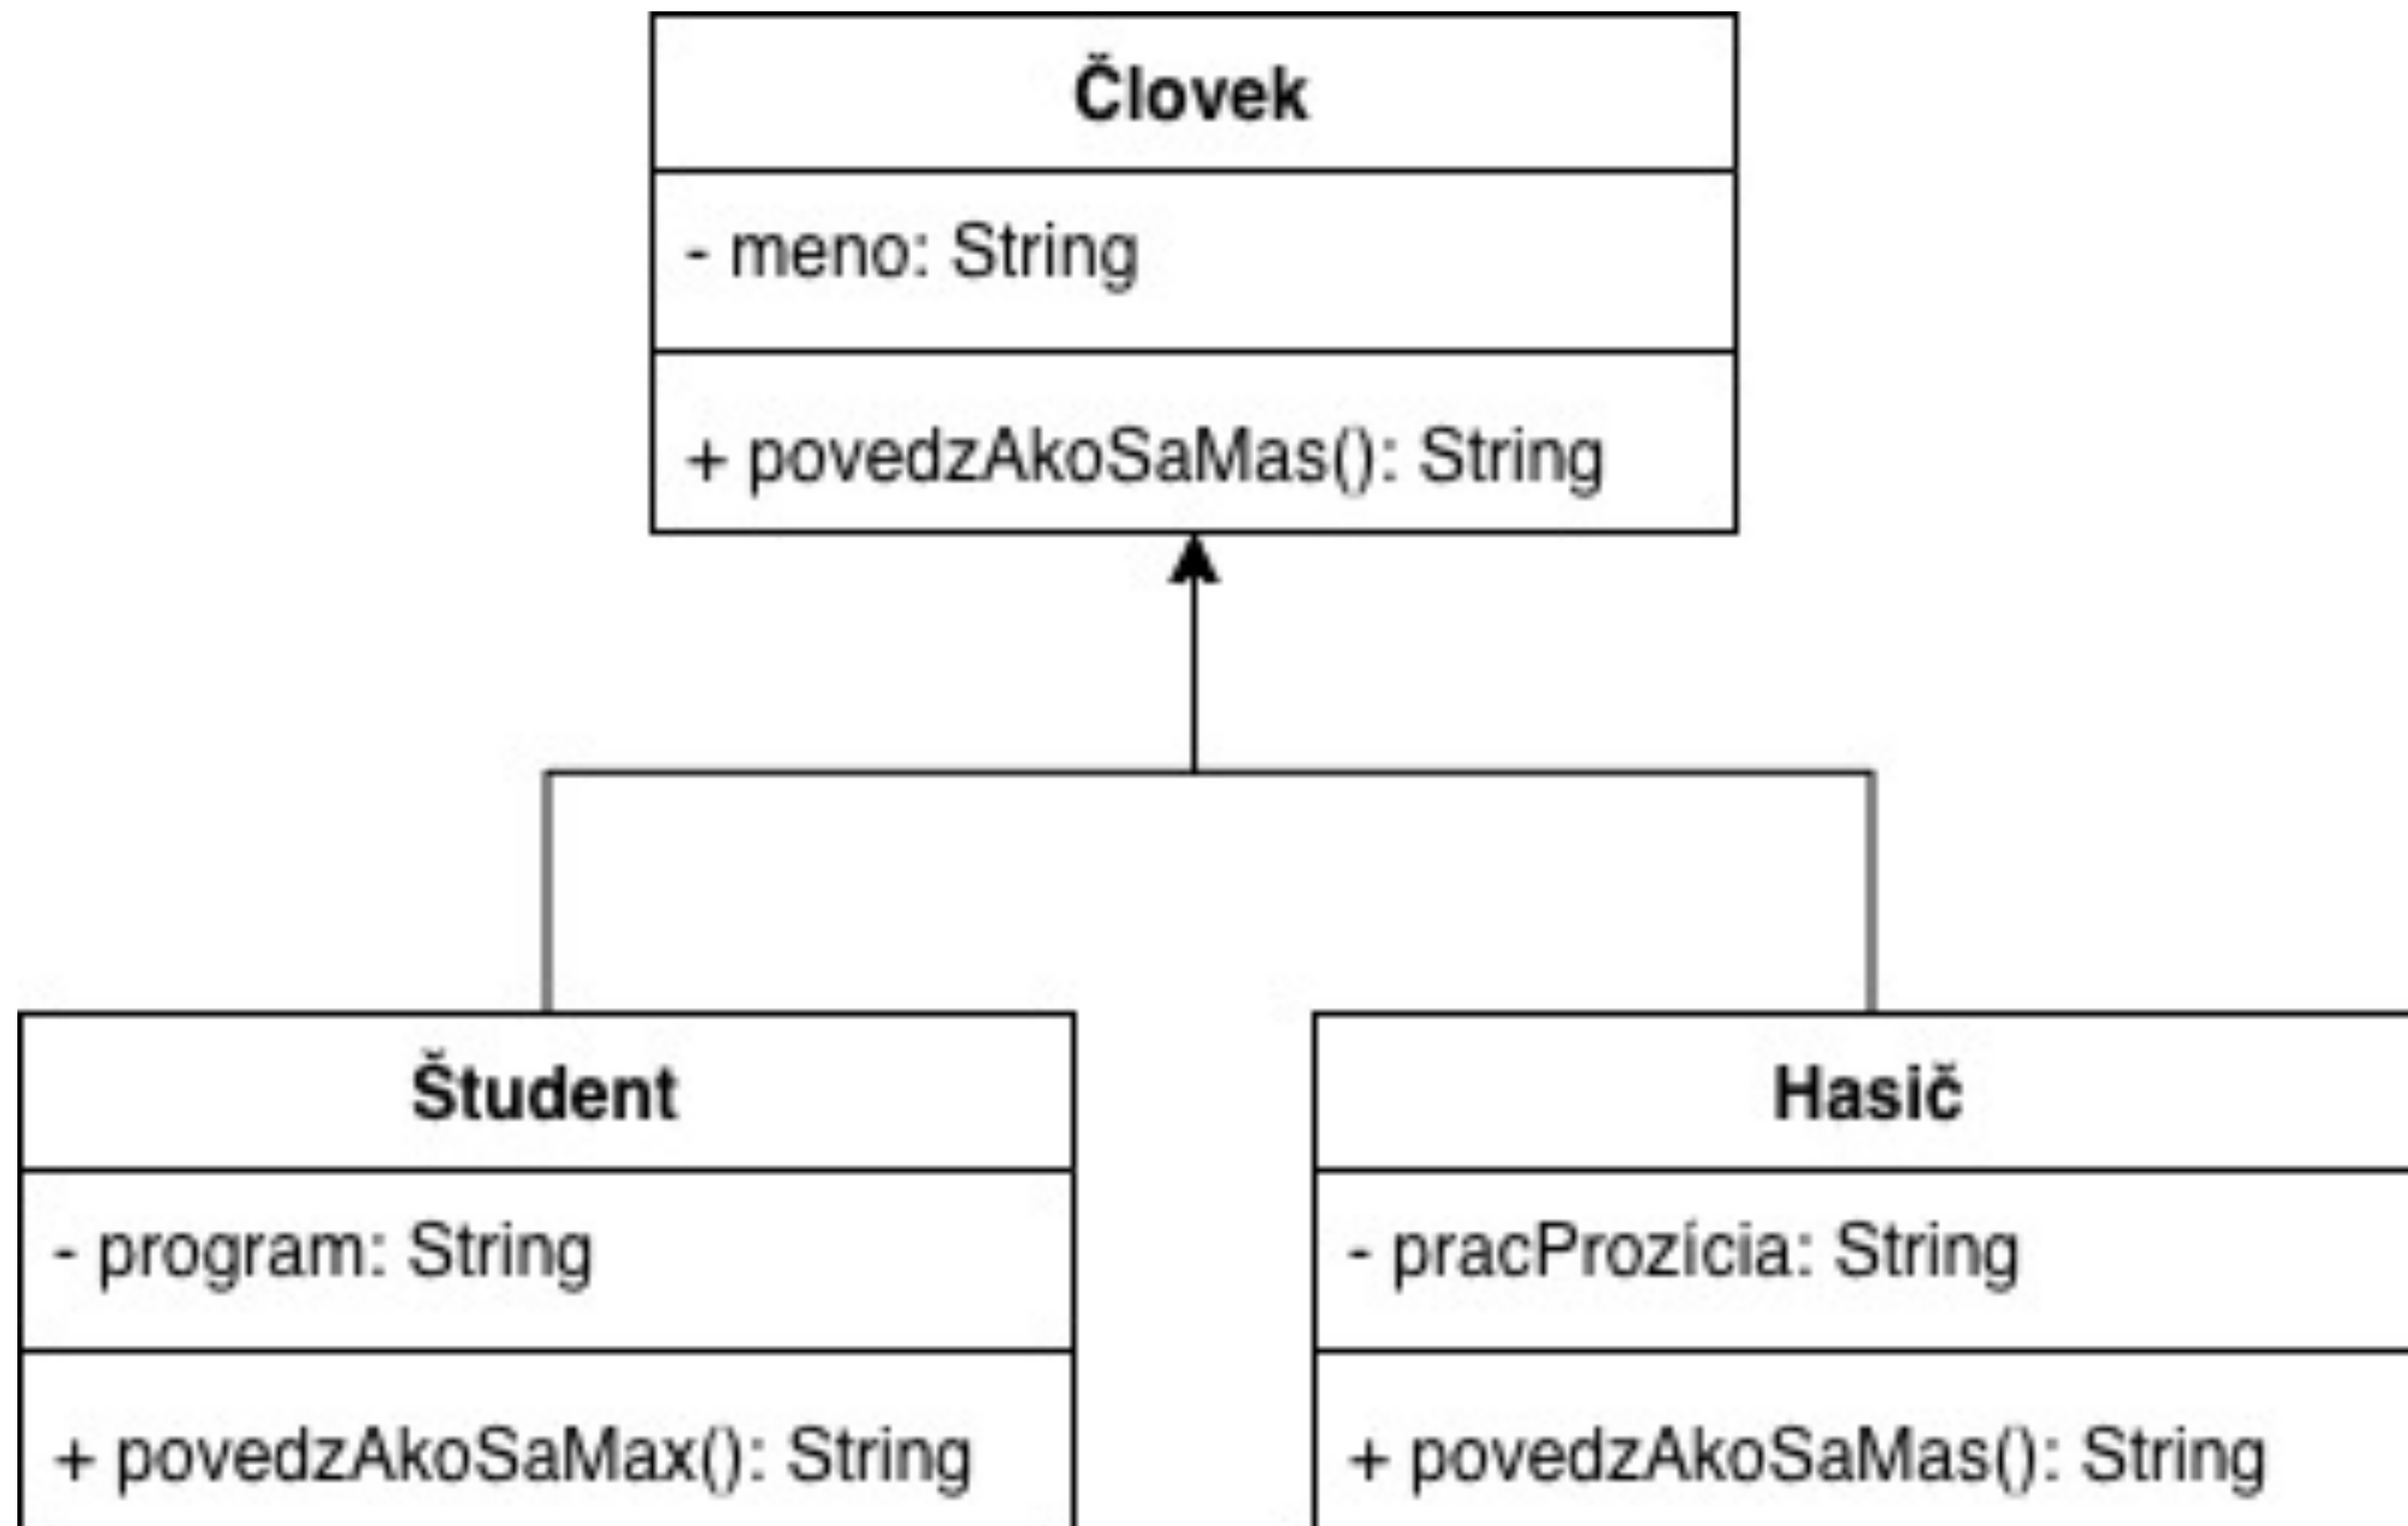 Človek
- meno: String
+ povedzAkoSaMas(): String
Študent
- program: String
+ povedzAkoSaMax(): String
Hasič
- pracProzícia: String
+ povedzAkoSaMas(): String